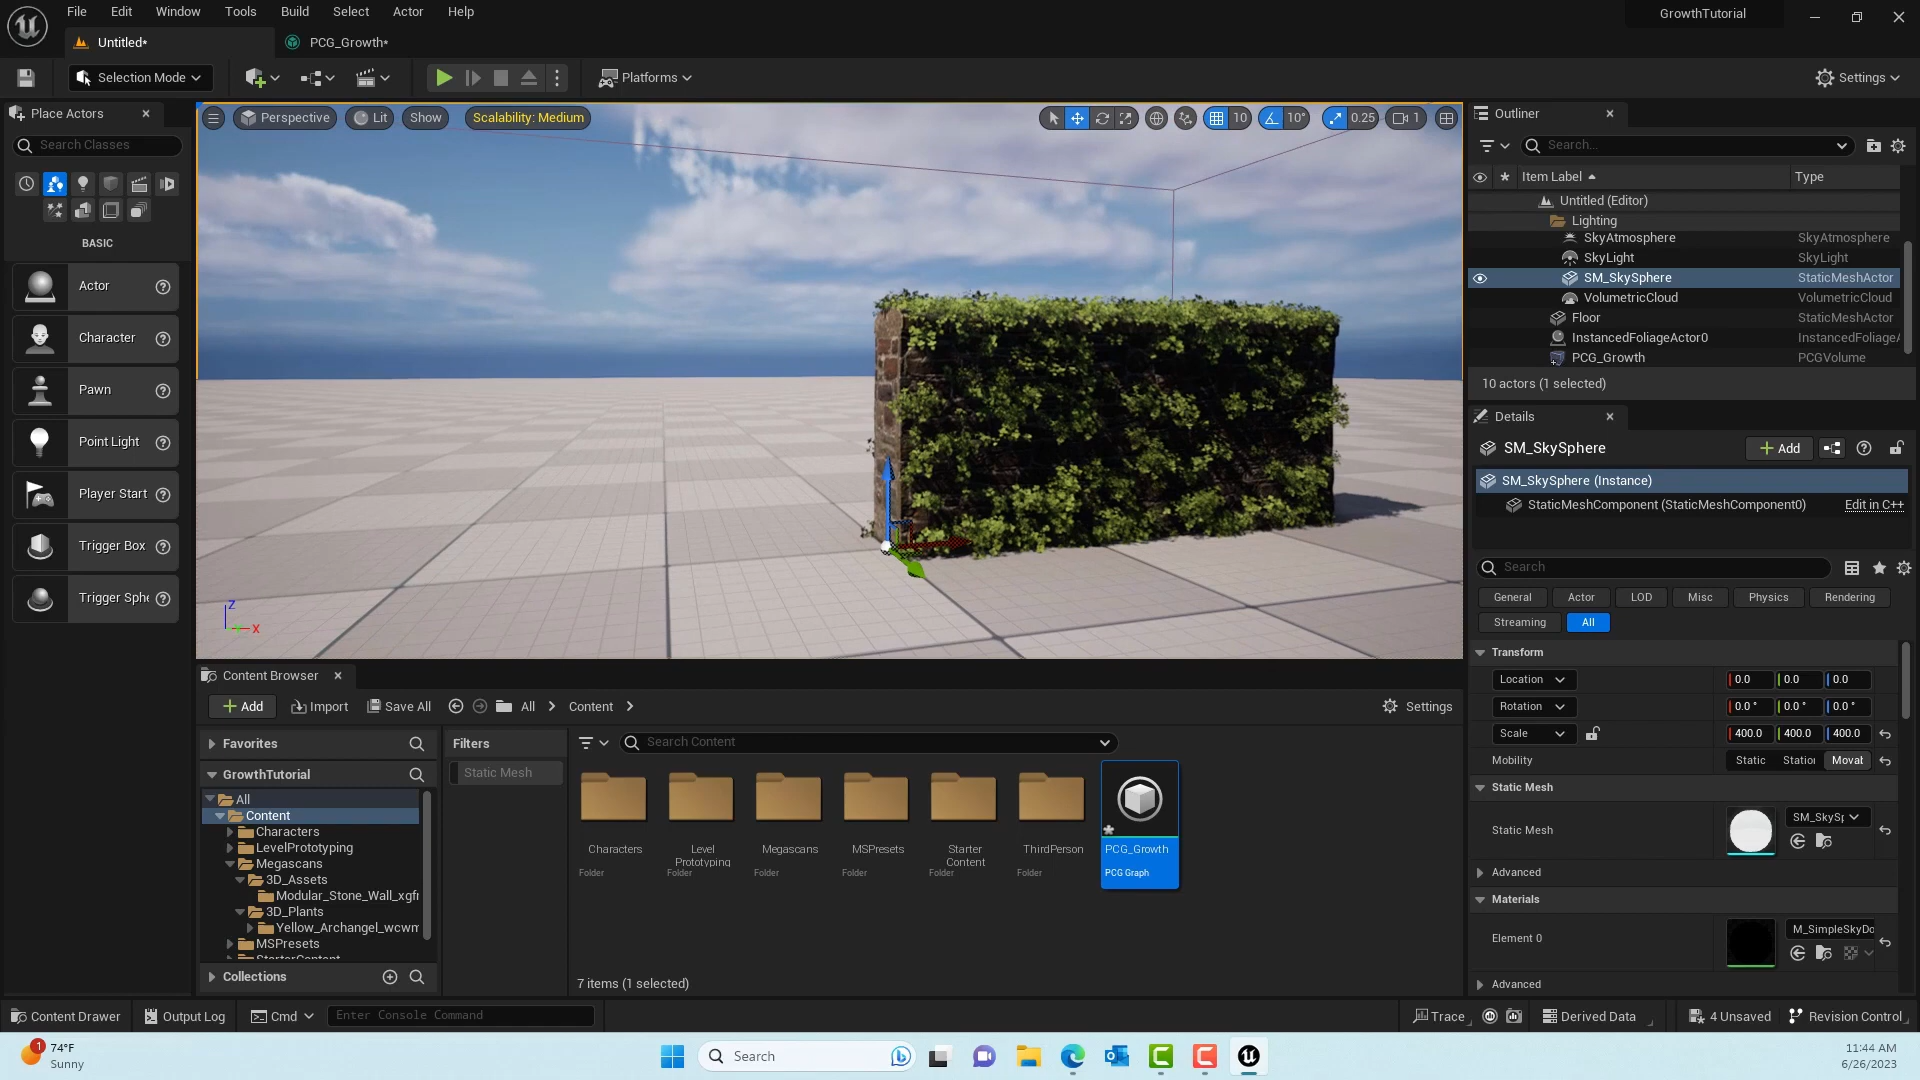 File Edit Window Tools Build Select Actor Help
GrowthTutorial
Untitled*
PCG_Growth*
Selection Mode
Platforms
Settings
Place Actors
Search Classes
BASIC
Actor
Character
Pawn
Point Light
Player Start
Trigger Box
Trigger Sphe
Perspective
Lit
Show
Scalability: Medium
10
10°
0.25
1
Z
X
Outliner
Search...
Item Label
Type
Untitled (Editor)
Lighting
SkyAtmosphere SkyAtmosphere
SkyLight SkyLight
SM_SkySphere StaticMeshActor
VolumetricCloud VolumetricCloud
Floor StaticMeshActor
InstancedFoliageActor0 InstancedFoliageA
PCG_Growth PCGVolume
10 actors (1 selected)
Details
SM_SkySphere
Add
SM_SkySphere (Instance)
StaticMeshComponent (StaticMeshComponent0) Edit in C++
Search
General Actor LOD Misc Physics Rendering
Streaming All
Transform
Location 0.0 0.0 0.0
Rotation 0.0 ° 0.0 ° 0.0 °
Scale 400.0 400.0 400.0
Mobility Static Station Movab
Static Mesh
Static Mesh SM_SkySp
Advanced
Materials
Element 0 M_SimpleSkyDo
Advanced
Content Browser
Add Import Save All All Content Settings
Favorites
GrowthTutorial
All
Content
Characters
LevelPrototyping
Megascans
3D_Assets
Modular_Stone_Wall_xgfr
3D_Plants
Yellow_Archangel_wcwm
MSPresets
StarterContent
Collections
Filters
Static Mesh
Search Content
Characters
Folder
Level
Prototyping
Folder
Megascans
Folder
MSPresets
Folder
Starter
Content
Folder
ThirdPerson
Folder
PCG_Growth
PCG Graph
7 items (1 selected)
Content Drawer Output Log Cmd Enter Console Command Trace Derived Data 4 Unsaved Revision Control
1
74°F
Sunny
Search
11:44 AM
6/26/2023